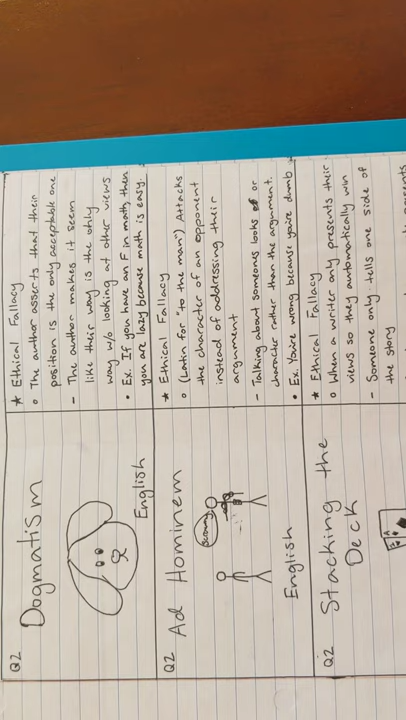 Q2
Dogmatism
English
★ Ethical Fallacy
○ The author asserts that their
position is the only acceptable one
- The author makes it seem
like their way is the only
way w/o looking at other views
• Ex. If you have an F in math, then
you are lazy because math is easy.
Q2
Ad Hominem
English
★ Ethical Fallacy
○ (Latin for "to the man") Attacks
the character of an opponent
instead of addressing their
argument
- Talking about someones looks or
character rather than the argument.
• Ex. You're wrong because you're dumb
Q2
Stacking the
Deck
★ Ethical Fallacy
○ When a writer only presents their
views so they automatically win
- Someone only tells one side of
the story